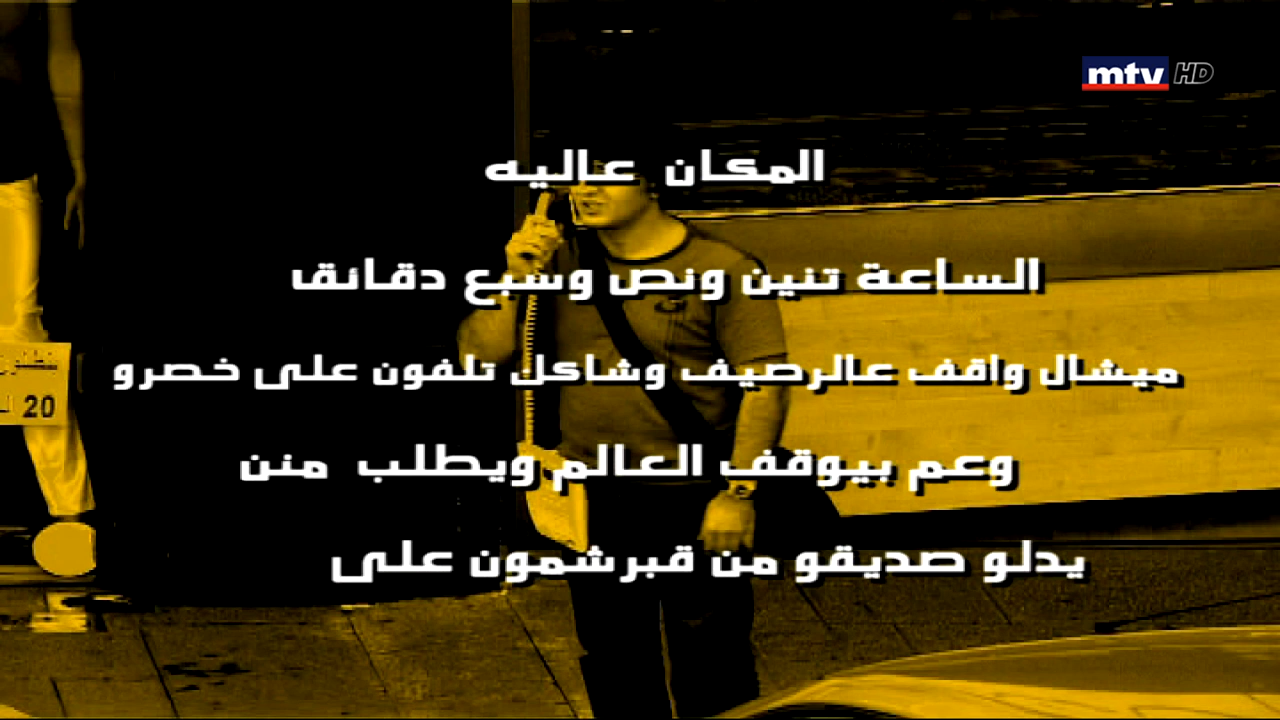 mtv HD
المكان عاليه
الساعة تنين ونص وسبع دقائق
ميشال واقف عالرصيف وشاكل تلفون على خصرو
وعم بيوقف العالم ويطلب منن
يدلو صديقو من قبرشمون على
20